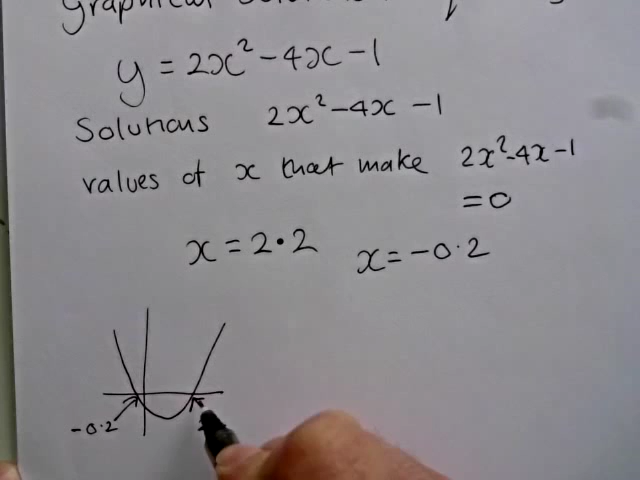 y = 2x² - 4x - 1
Solutions 2x² - 4x - 1
values of x that make 2x² - 4x - 1
= 0
x = 2·2 x = -0·2
-0·2